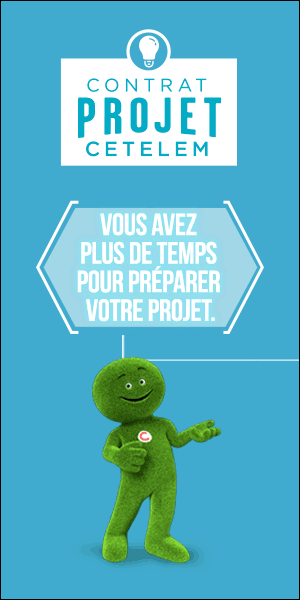 CONTRAT
PROJET
CETELEM
VOUS AVEZ
PLUS DE TEMPS
POUR PRÉPARER
VOTRE PROJET.
C